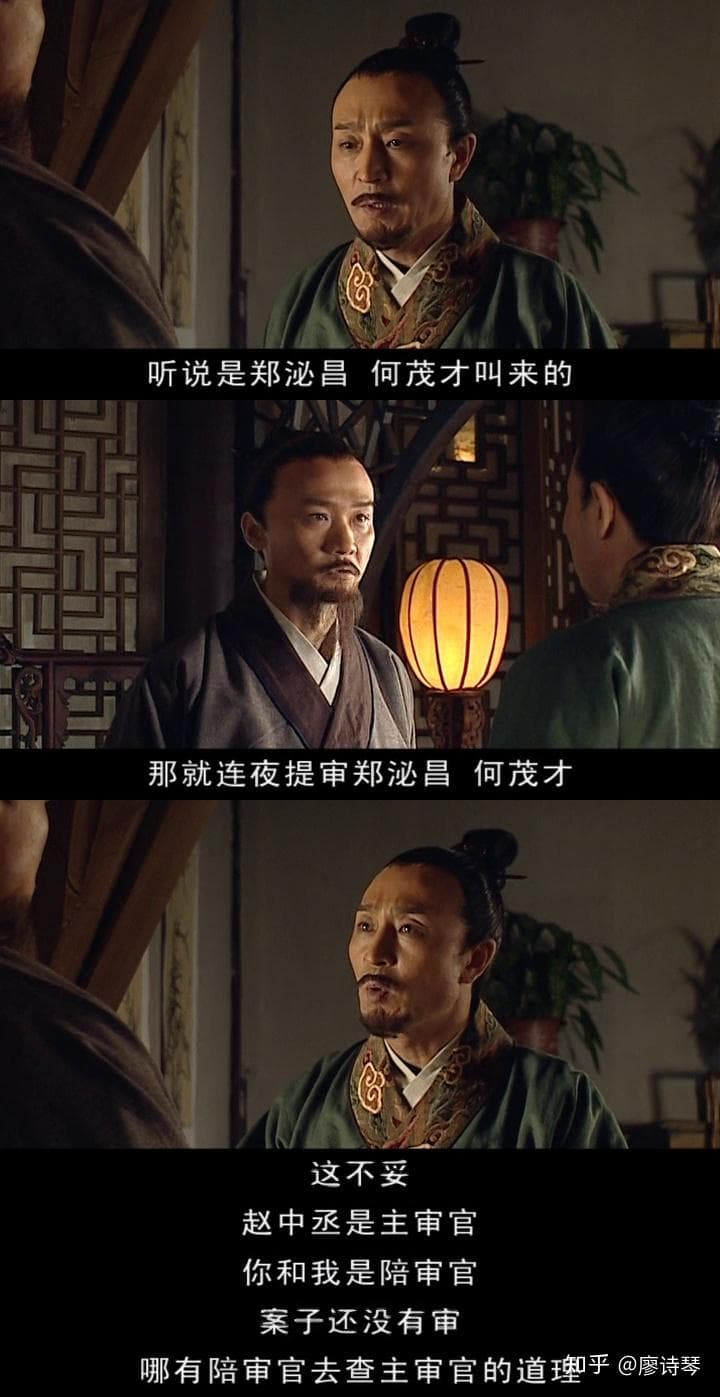 听说是郑泌昌 何茂才叫来的
那就连夜提审郑泌昌 何茂才
这不妥
赵中丞是主审官
你和我是陪审官
案子还没有审
哪有陪审官去查主审官的道理
知乎 @廖诗琴